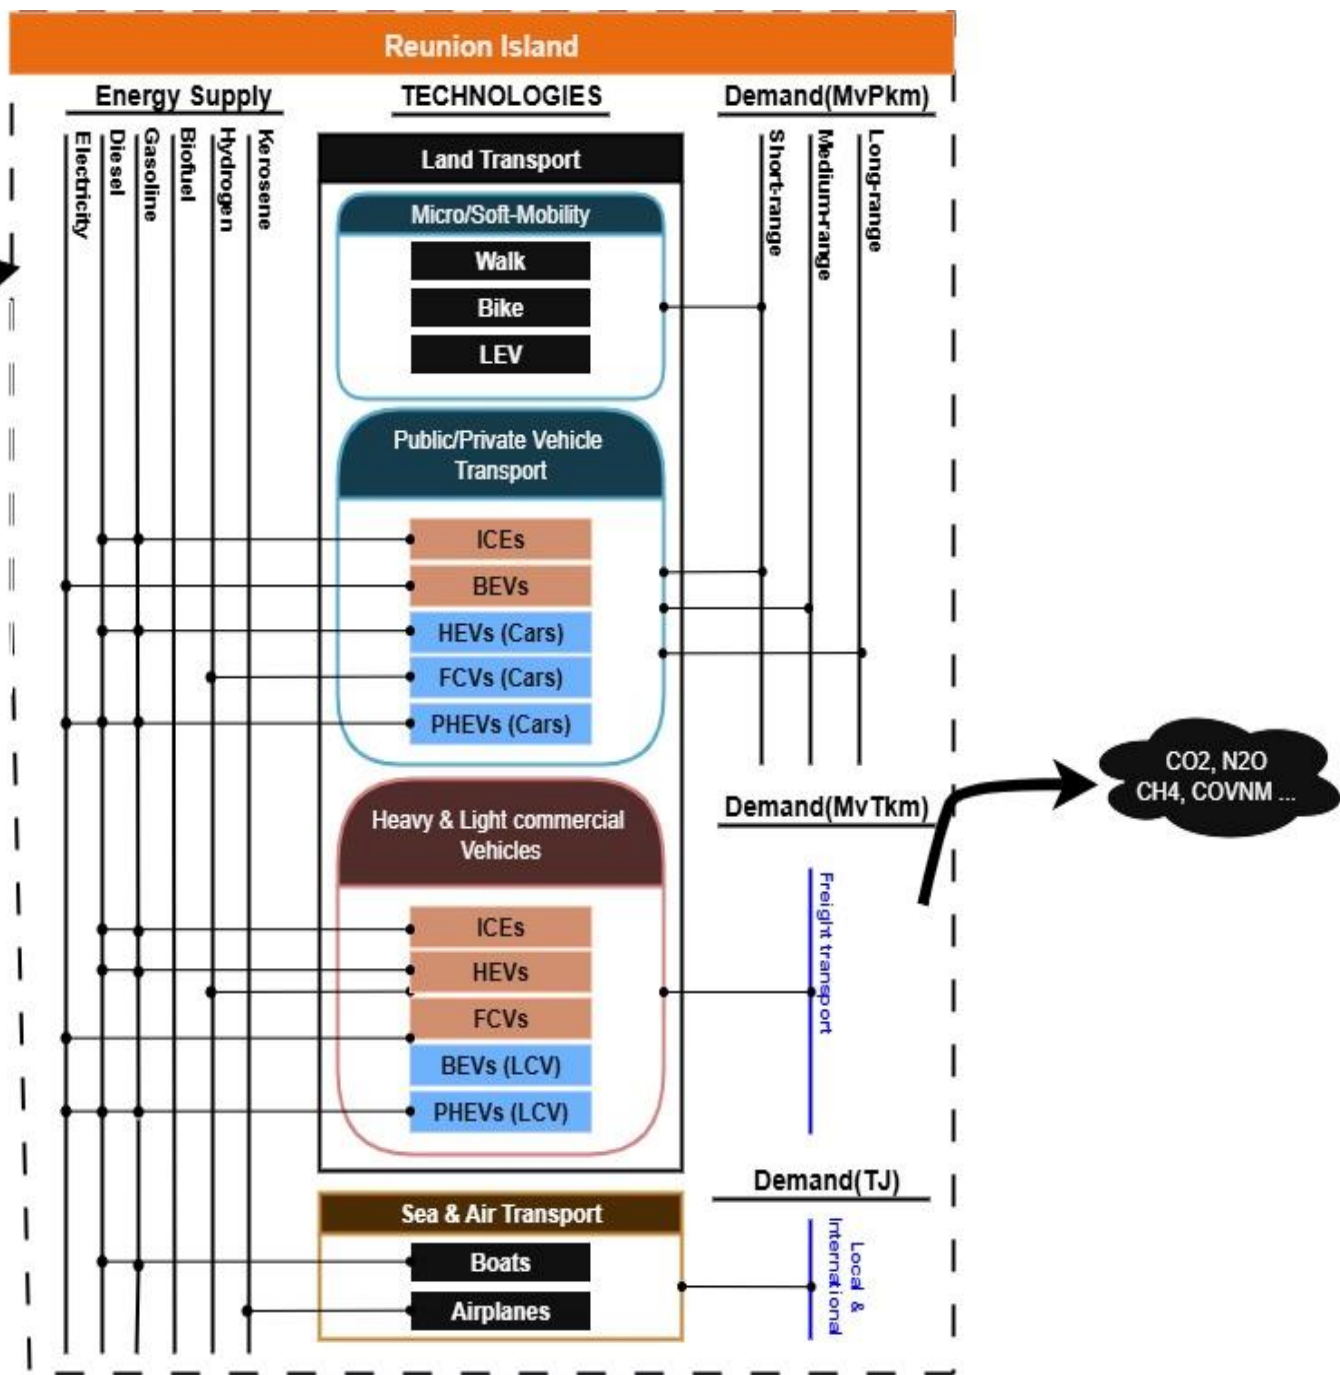 Reunion Island
Energy Supply
TECHNOLOGIES
Demand(MvPkm)
Electricity
Diesel
Gasoline
Biofuel
Hydrogen
Kerosene
Land Transport
Micro/Soft-Mobility
Walk
Bike
LEV
Short-range
Medium-range
Long-range
Public/Private Vehicle
Transport
ICEs
BEVs
HEVs (Cars)
FCVs (Cars)
PHEVs (Cars)
CO2, N2O
CH4, COVNM ...
Demand(MvTkm)
Heavy & Light commercial
Vehicles
ICEs
HEVs
FCVs
BEVs (LCV)
PHEVs (LCV)
Freight transport
Demand(TJ)
Sea & Air Transport
Boats
Airplanes
Local &
International